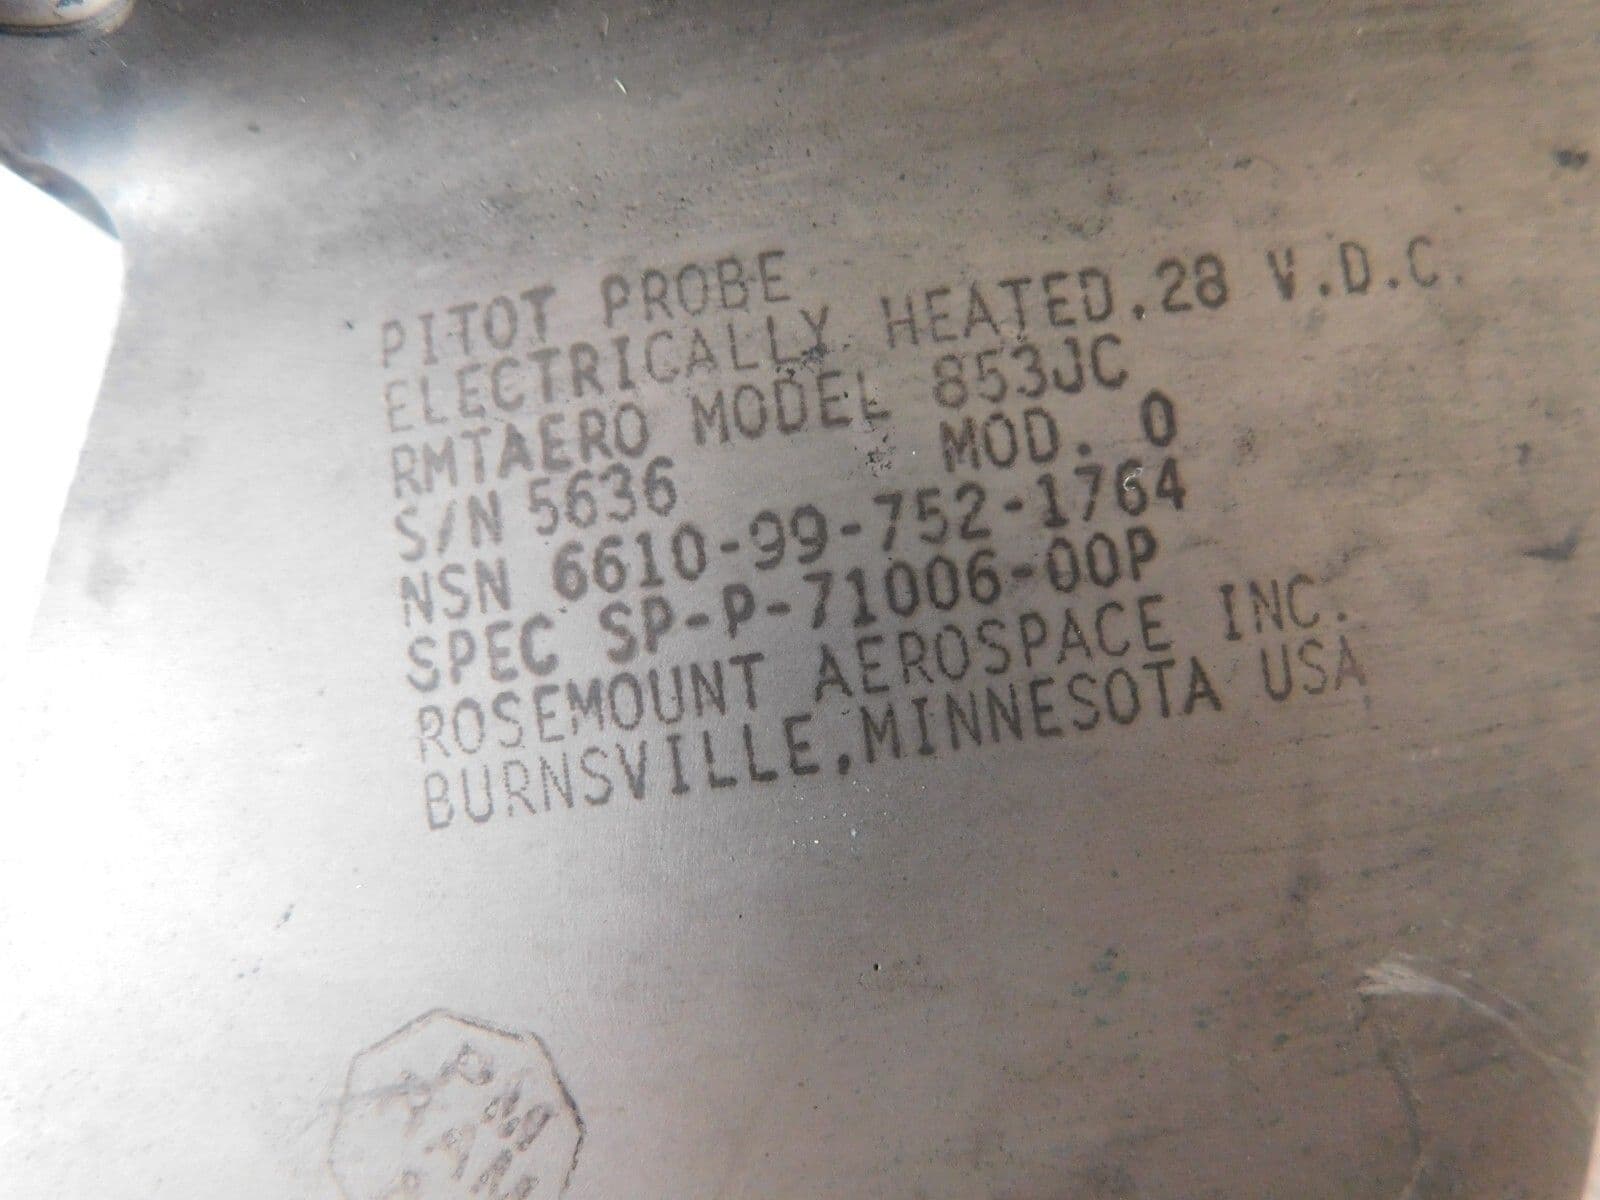 PITOT PROBE
ELECTRICALLY HEATED.28 V.D.C.
RMTAERO MODEL 853JC
S/N 5636 MOD. 0
NSN 6610-99-752-1764
SPEC SP-P-71006-00P
ROSEMOUNT AEROSPACE INC.
BURNSVILLE,MINNESOTA USA